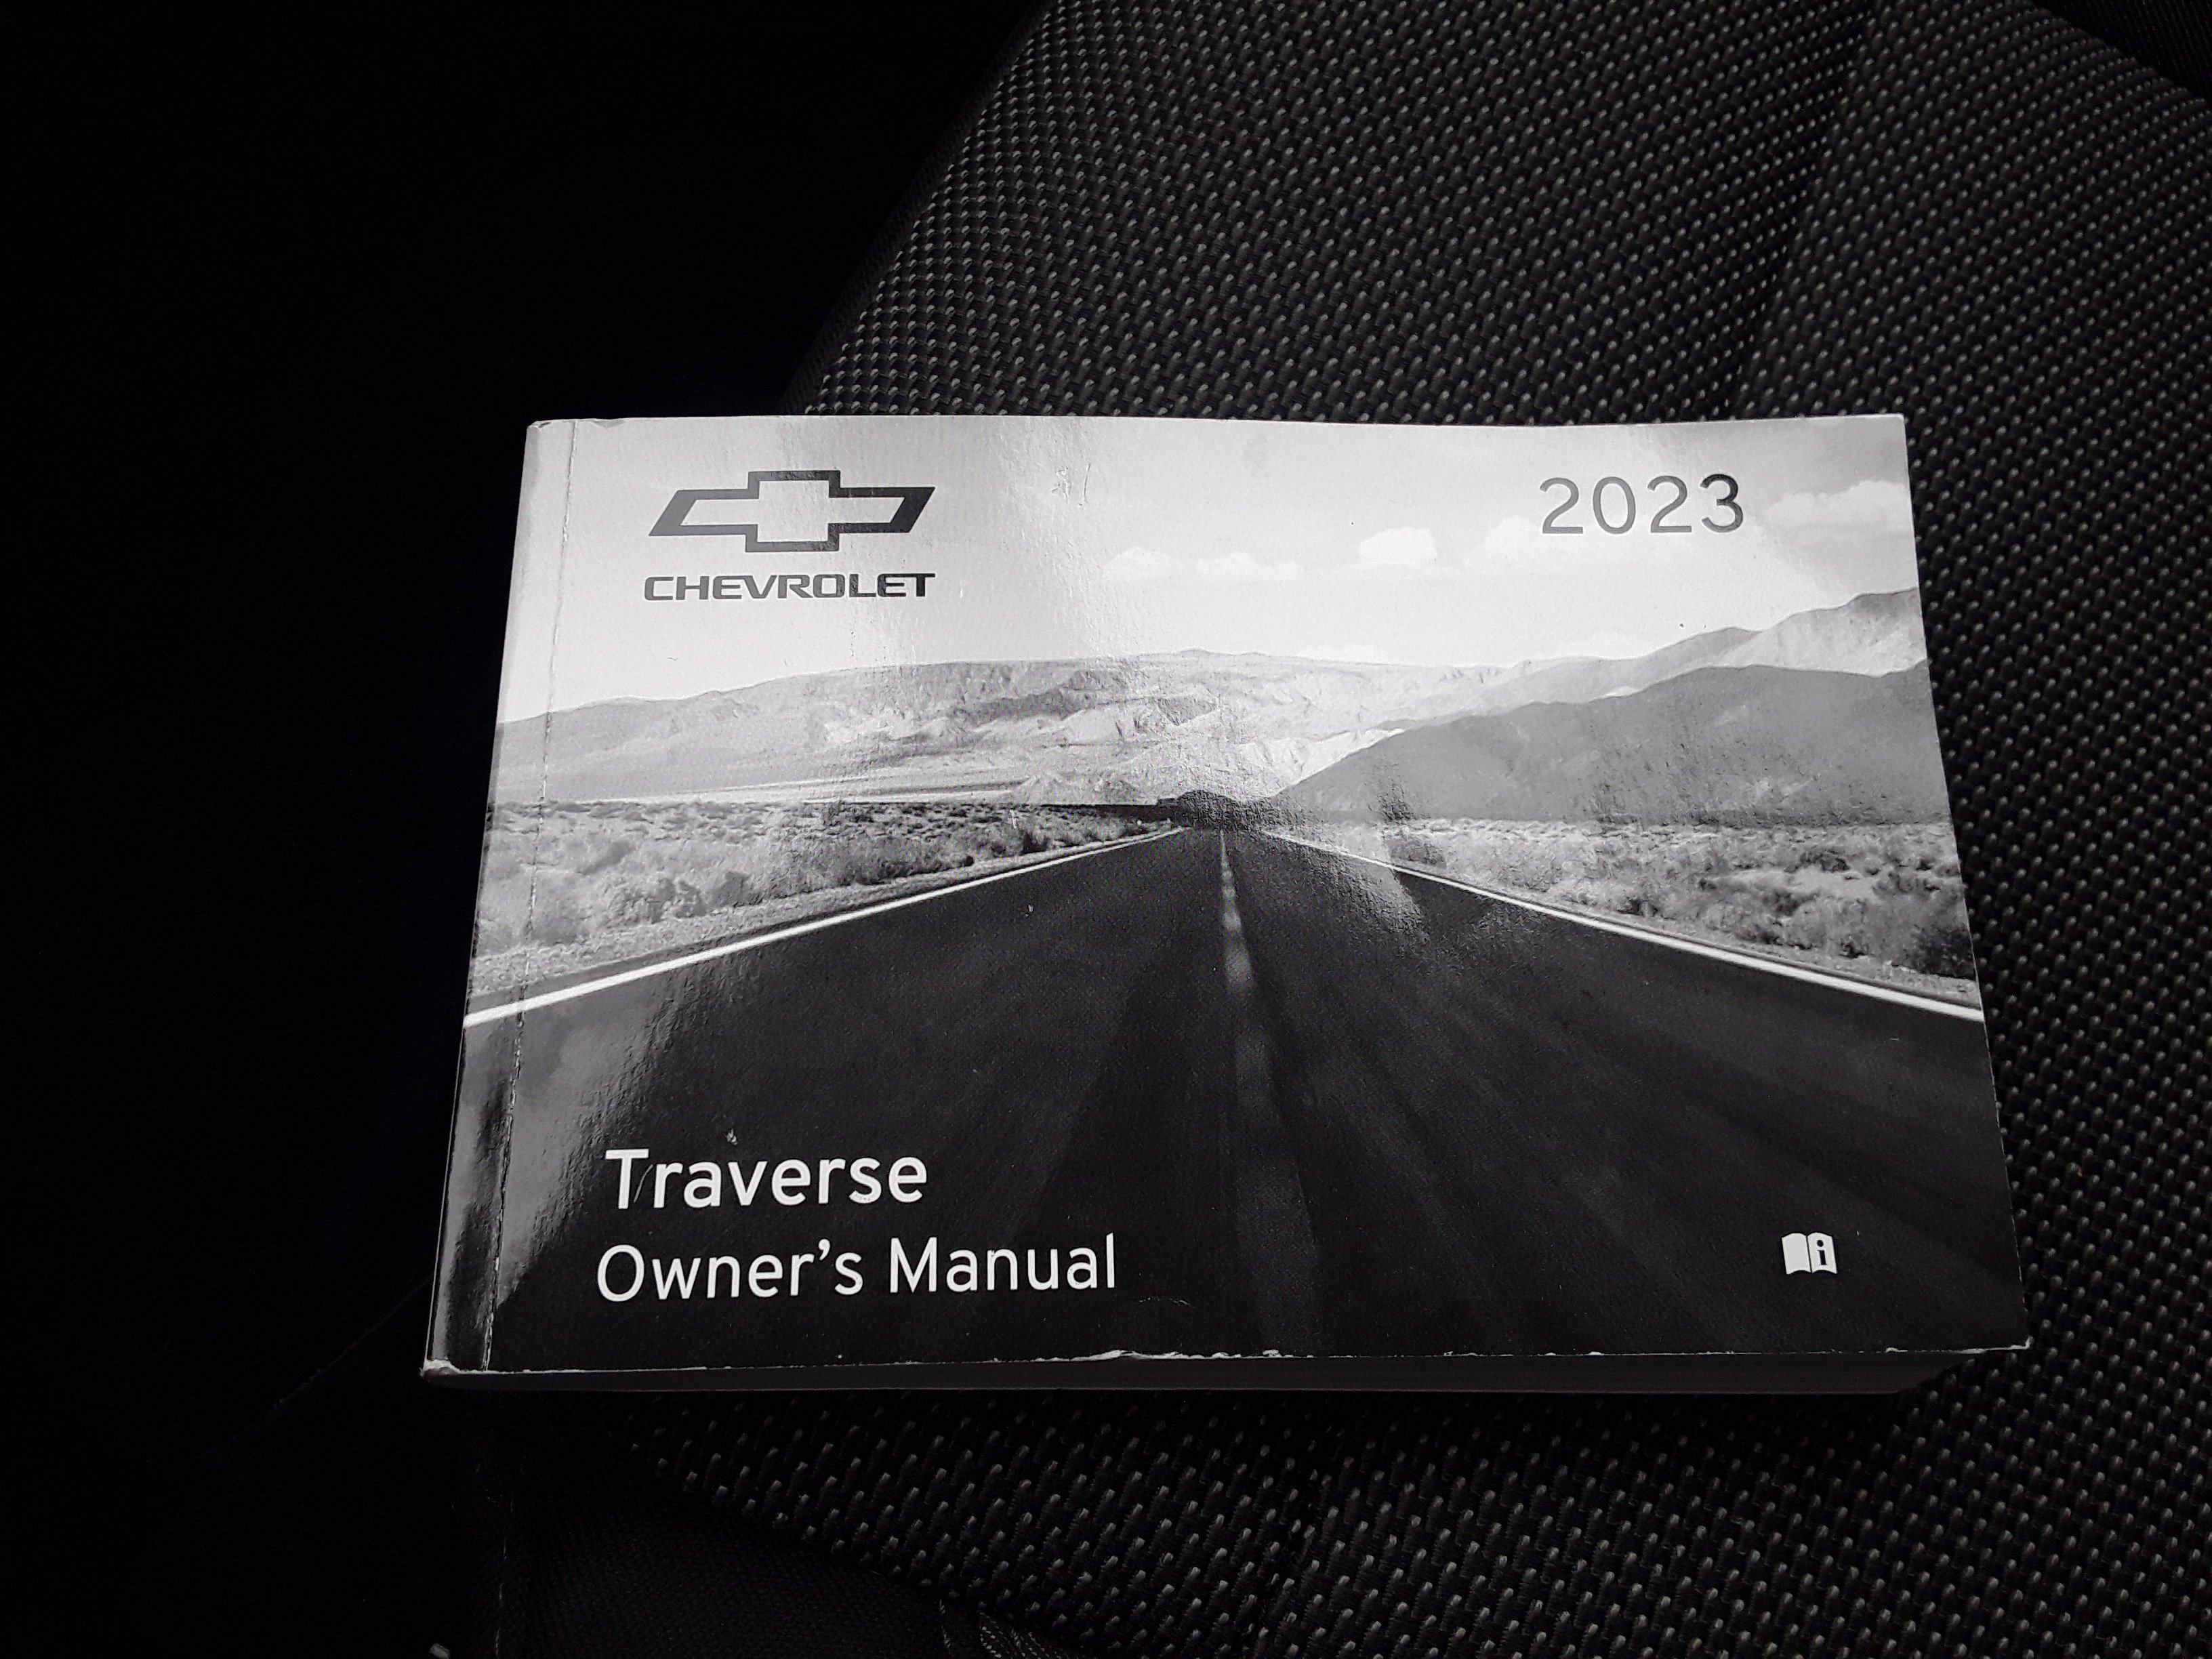 CHEVROLET
2023
Traverse
Owner's Manual